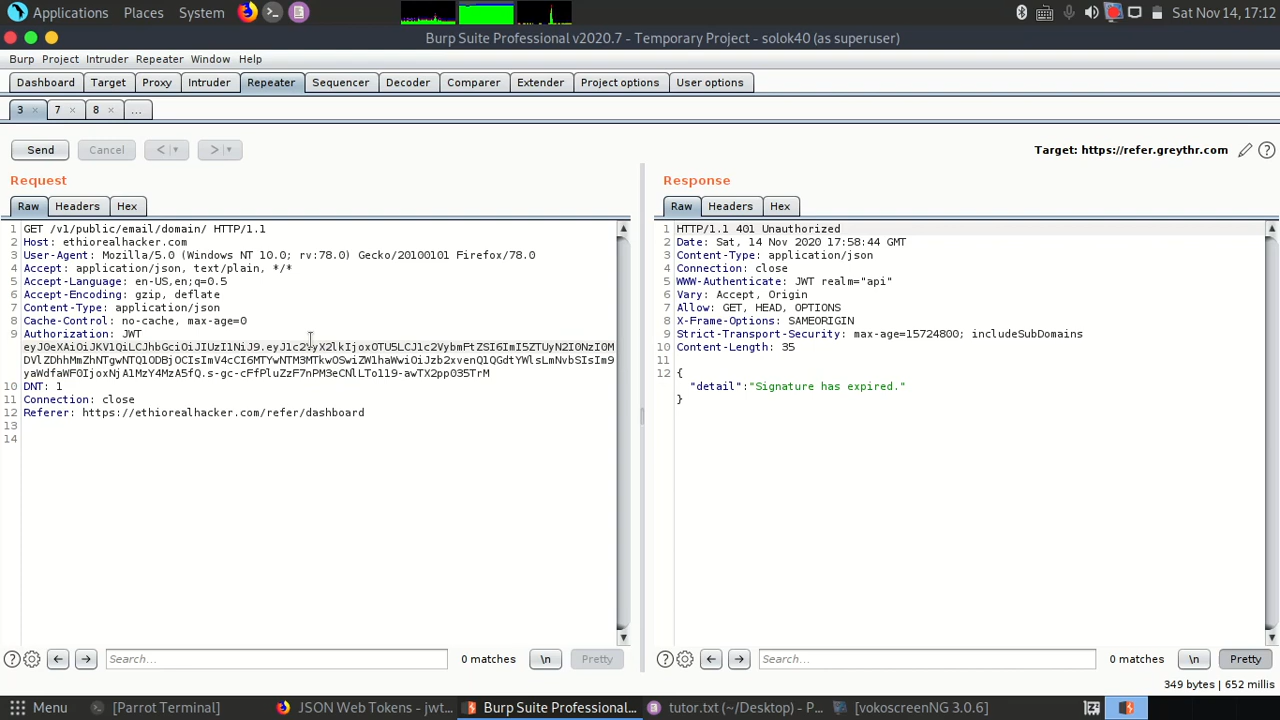 Applications Places System Sat Nov 14, 17:12
Burp Suite Professional v2020.7 - Temporary Project - solok40 (as superuser)
Burp Project Intruder Repeater Window Help
Dashboard Target Proxy Intruder Repeater Sequencer Decoder Comparer Extender Project options User options
3 × 7 × 8 × ...
Send Cancel < > Target: https://refer.greythr.com
Request
Raw Headers Hex
1 GET /v1/public/email/domain/ HTTP/1.1
2 Host: ethiorealhacker.com
3 User-Agent: Mozilla/5.0 (Windows NT 10.0; rv:78.0) Gecko/20100101 Firefox/78.0
4 Accept: application/json, text/plain, */*
5 Accept-Language: en-US,en;q=0.5
6 Accept-Encoding: gzip, deflate
7 Content-Type: application/json
8 Cache-Control: no-cache, max-age=0
9 Authorization: JWT
10 DNT: 1
11 Connection: close
12 Referer: https://ethiorealhacker.com/refer/dashboard
13
14
Response
Raw Headers Hex
1 HTTP/1.1 401 Unauthorized
2 Date: Sat, 14 Nov 2020 17:58:44 GMT
3 Content-Type: application/json
4 Connection: close
5 WWW-Authenticate: JWT realm="api"
6 Vary: Accept, Origin
7 Allow: GET, HEAD, OPTIONS
8 X-Frame-Options: SAMEORIGIN
9 Strict-Transport-Security: max-age=15724800; includeSubDomains
10 Content-Length: 35
11
12 {
"detail":"Signature has expired."
}
Search... 0 matches \n Pretty
Search... 0 matches \n Pretty
349 bytes | 652 millis
Menu [Parrot Terminal] JSON Web Tokens - jwt... Burp Suite Professional... tutor.txt (~/Desktop) - P... [vokoscreenNG 3.0.6]